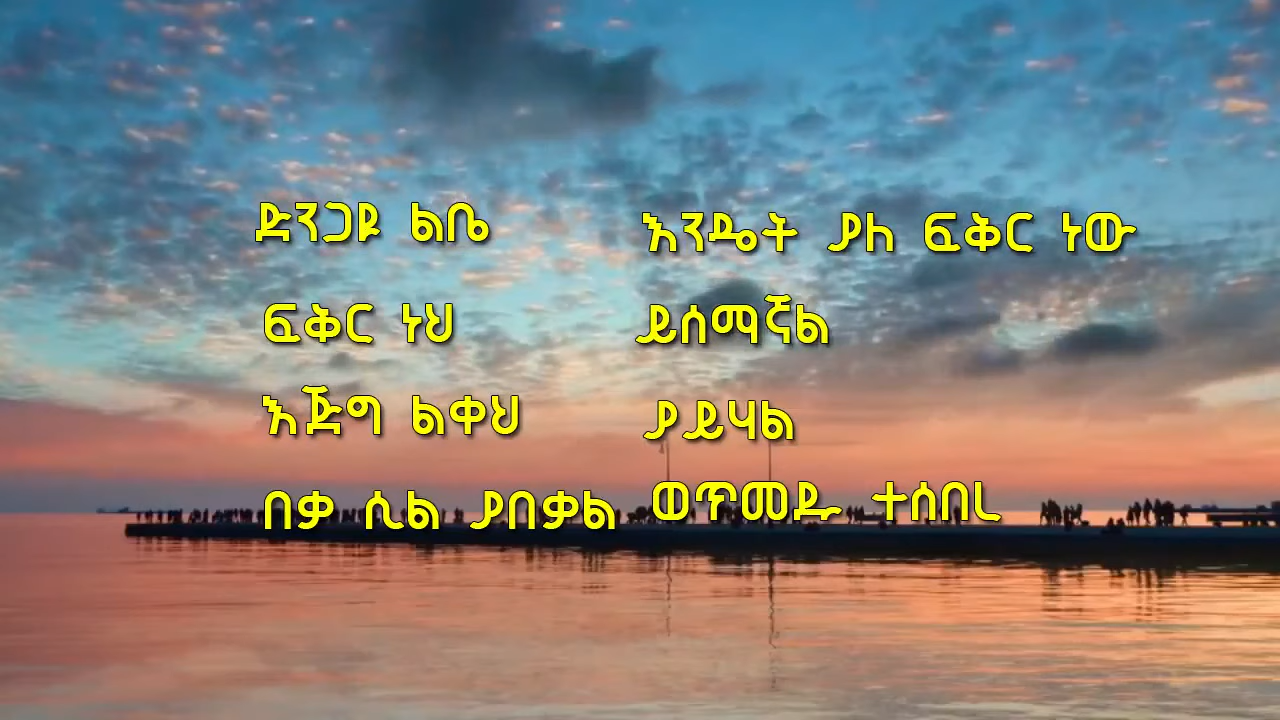 ድንጋዩ ልቤ
ፍቅር ነህ
እጅግ ልቀህ
በቃ ሲል ያበቃል
እንዴት ያለ ፍቅር ነው
ይሰማኛል
ያይሃል
ወጥመዱ ተሰበረ